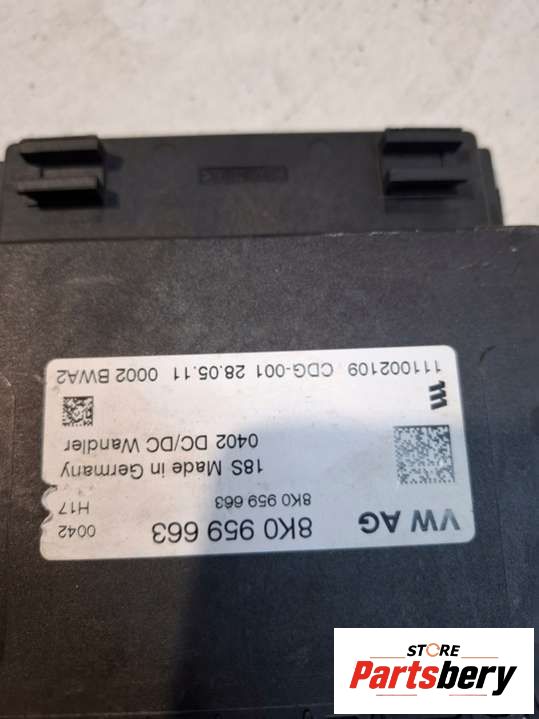 VW AG 8K0 959 663 0042
8K0 959 663 H17
18S Made in Germany
0402 DC/DC Wandler
111002109 CDG-001 28.05.11 0002 BWA2
STORE
Partsbery